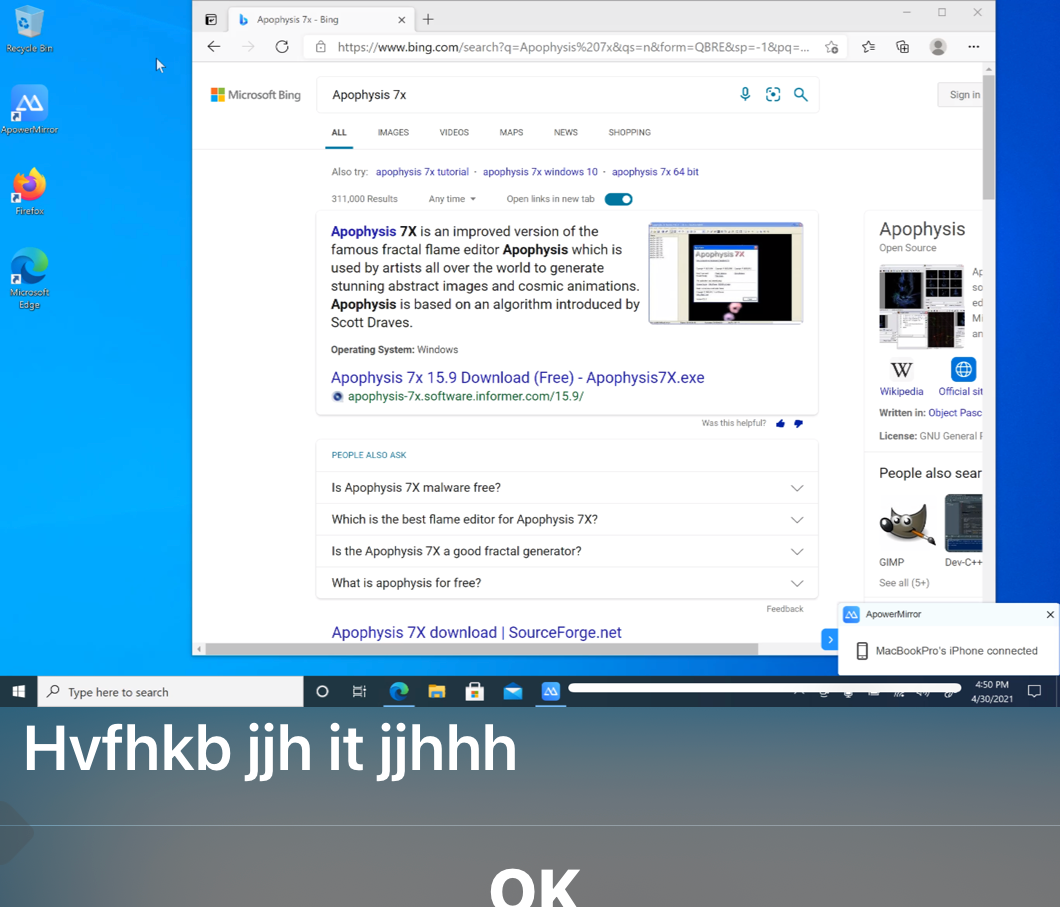 Recycle Bin
ApowerMirror
Firefox
Microsoft
Edge
Apophysis 7x - Bing
https://www.bing.com/search?q=Apophysis%207x&qs=n&form=QBRE&sp=-1&pq=...
Microsoft Bing
Apophysis 7x
Sign in
ALL IMAGES VIDEOS MAPS NEWS SHOPPING
Also try: apophysis 7x tutorial · apophysis 7x windows 10 · apophysis 7x 64 bit
311,000 Results Any time Open links in new tab
Apophysis 7X is an improved version of the
famous fractal flame editor Apophysis which is
used by artists all over the world to generate
stunning abstract images and cosmic animations.
Apophysis is based on an algorithm introduced by
Scott Draves.
Operating System: Windows
Apophysis 7x 15.9 Download (Free) - Apophysis7X.exe
apophysis-7x.software.informer.com/15.9/
Was this helpful?
PEOPLE ALSO ASK
Is Apophysis 7X malware free?
Which is the best flame editor for Apophysis 7X?
Is the Apophysis 7X a good fractal generator?
What is apophysis for free?
Feedback
Apophysis 7X download | SourceForge.net
Apophysis 7X
Apophysis
Open Source
Ap
sc
ed
Mi
an
W
Wikipedia Official sit
Written in: Object Pasc
License: GNU General P
People also sear
GIMP Dev-C++
See all (5+)
ApowerMirror
MacBookPro's iPhone connected
Type here to search
4:50 PM
4/30/2021
Hvfhkb jjh it jjhhh
OK